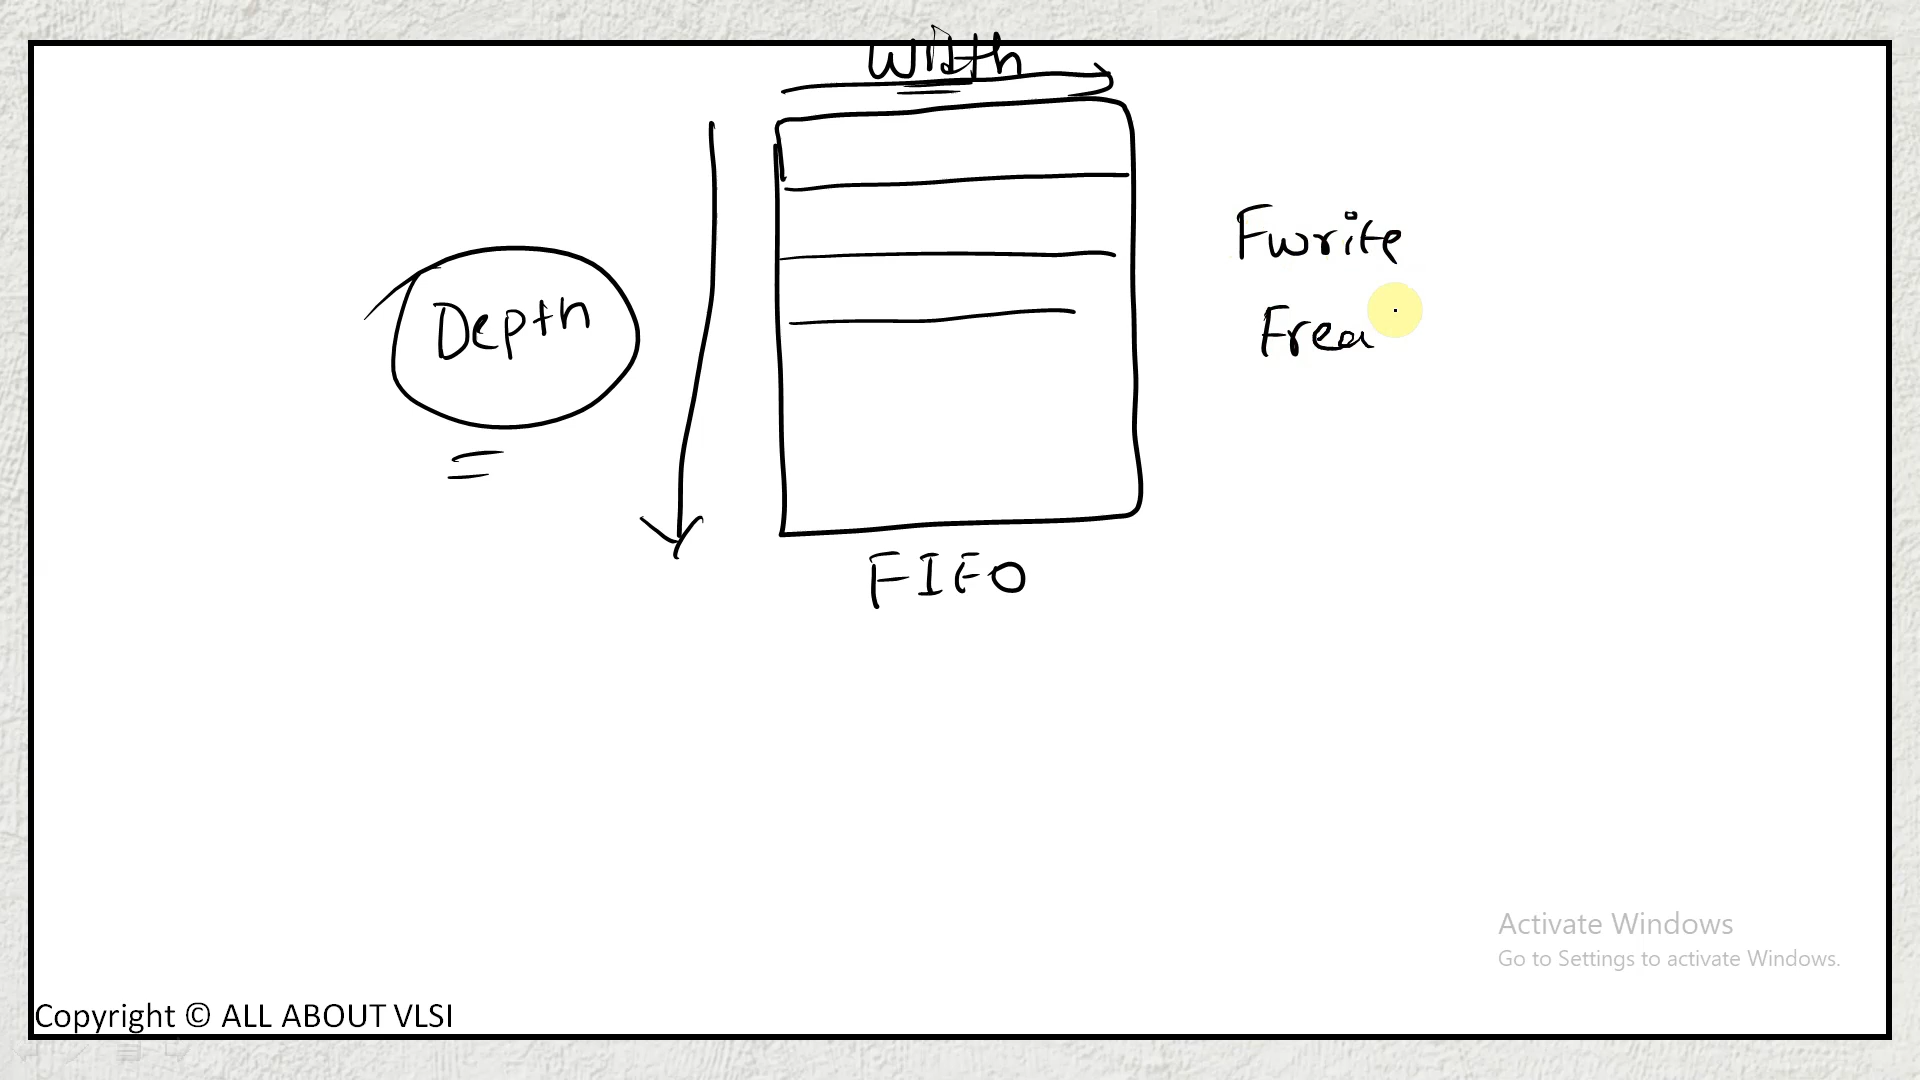 Width
Depth
Fwrite
Frea
FIFO
Activate Windows
Go to Settings to activate Windows.
Copyright © ALL ABOUT VLSI